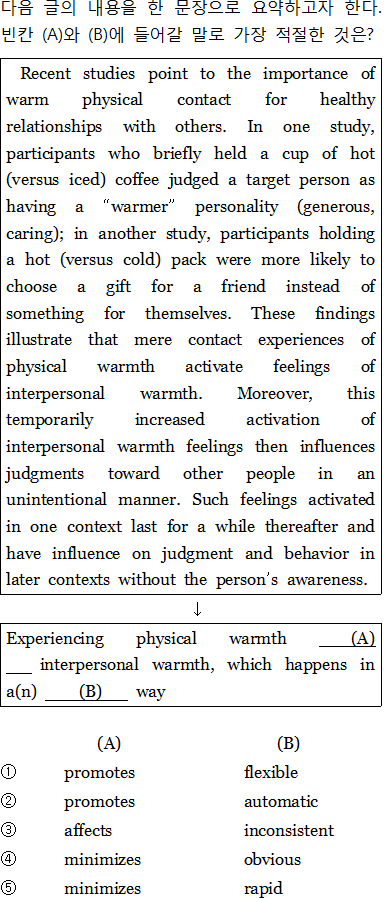 다음 글의 내용을 한 문장으로 요약하고자 한다.
빈칸 (A)와 (B)에 들어갈 말로 가장 적절한 것은?
Recent studies point to the importance of
warm physical contact for healthy
relationships with others. In one study,
participants who briefly held a cup of hot
(versus iced) coffee judged a target person as
having a “warmer” personality (generous,
caring); in another study, participants holding
a hot (versus cold) pack were more likely to
choose a gift for a friend instead of
something for themselves. These findings
illustrate that mere contact experiences of
physical warmth activate feelings of
interpersonal warmth. Moreover, this
temporarily increased activation of
interpersonal warmth feelings then influences
judgments toward other people in an
unintentional manner. Such feelings activated
in one context last for a while thereafter and
have influence on judgment and behavior in
later contexts without the person’s awareness.
↓
Experiencing physical warmth ___(A)
___ interpersonal warmth, which happens in
a(n) ___(B)___ way
(A) (B)
① promotes flexible
② promotes automatic
③ affects inconsistent
④ minimizes obvious
⑤ minimizes rapid